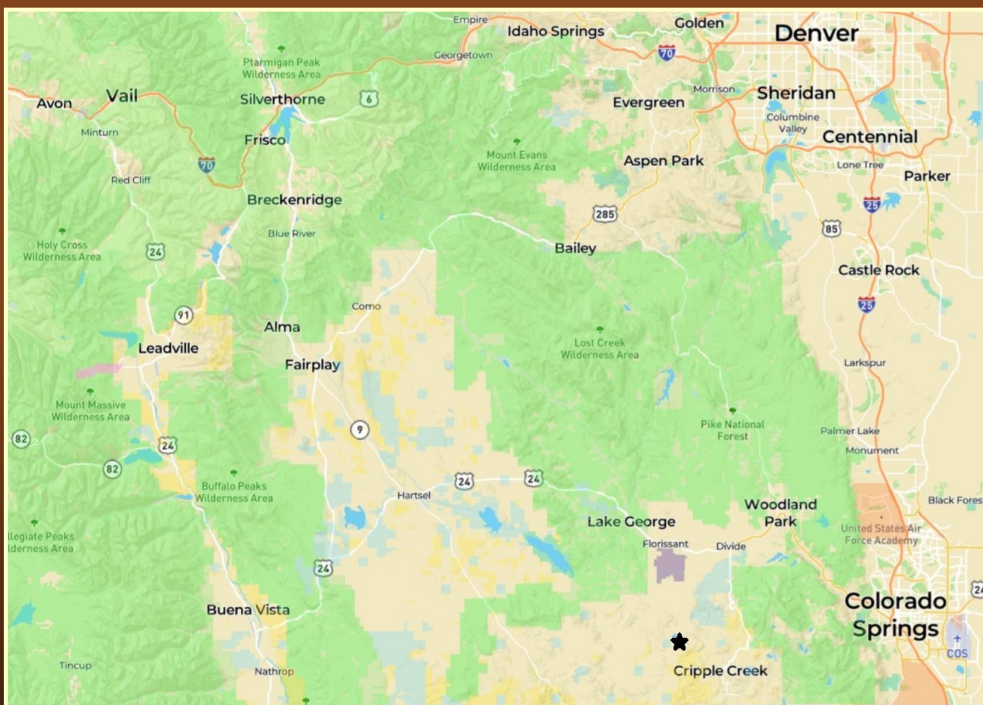 Empire
Golden
Idaho Springs
Denver
70
Georgetown
Ptarmigan Peak
Wilderness Area
Morrison
Sheridan
Vail
Avon
Silverthorne
6
Evergreen
Columbine
Valley
Minturn
Frisco
Centennial
70
Mount Evans
Wilderness Area
Aspen Park
Lone Tree
Parker
Red Cliff
Breckenridge
285
25
Blue River
85
Holy Cross
Wilderness Area
24
Bailey
Castle Rock
91
Como
25
Alma
Leadville
Lost Creek
Wilderness Area
Fairplay
Larkspur
Mount Massive
Wilderness Area
Pike National
Forest
82
9
24
Palmer Lake
Monument
82
Buffalo Peaks
Wilderness Area
24
24
Hartsel
Woodland
Park
Black Fores
Lake George
United States Air
Force Academy
llegiate Peaks
lderness Area
Florissant
Divide
24
Buena Vista
Colorado
Springs
24
COS
Tincup
Nathrop
Cripple Creek